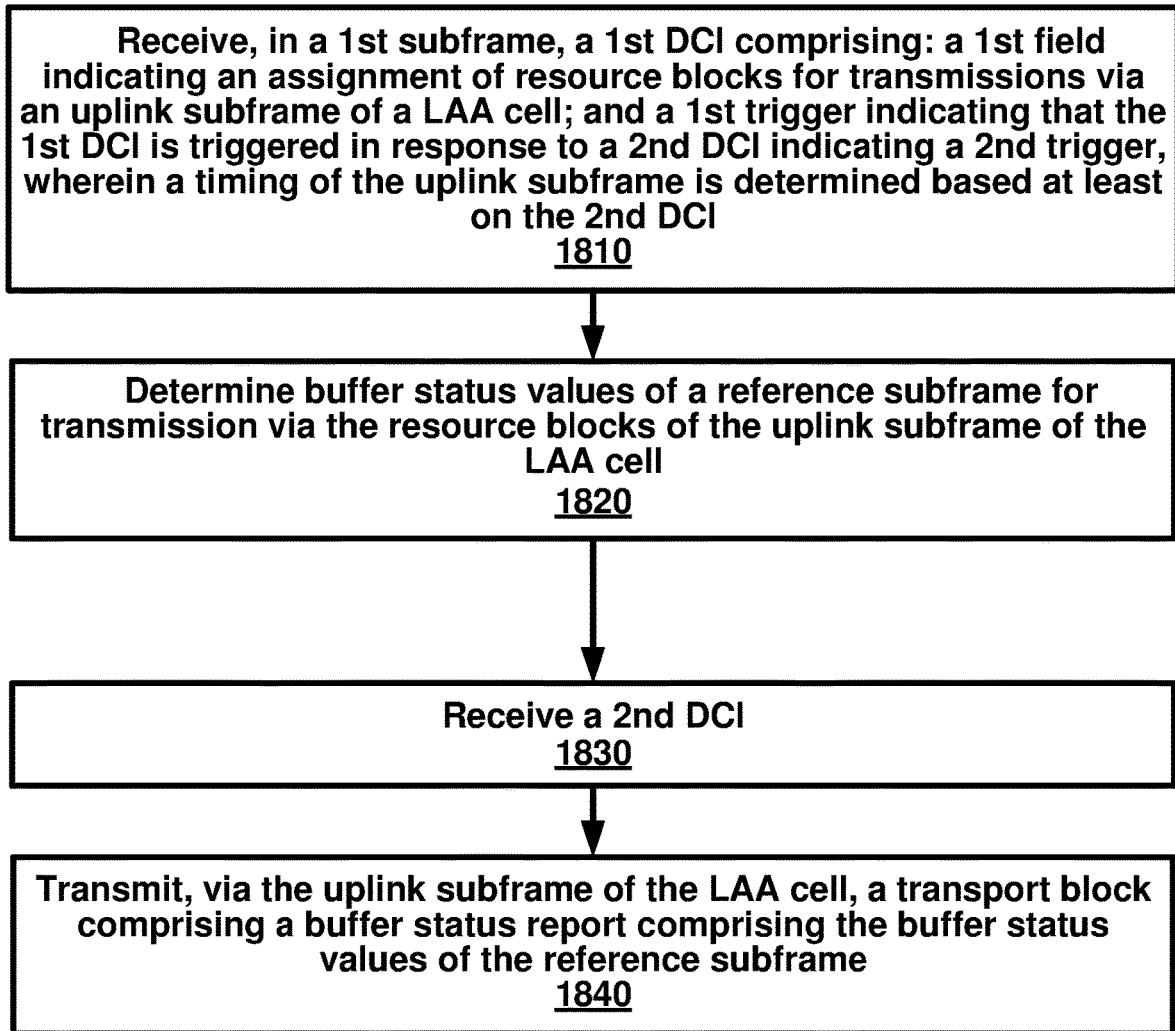 Receive, in a 1st subframe, a 1st DCI comprising: a 1st field
indicating an assignment of resource blocks for transmissions via
an uplink subframe of a LAA cell; and a 1st trigger indicating that the
1st DCI is triggered in response to a 2nd DCI indicating a 2nd trigger,
wherein a timing of the uplink subframe is determined based at least
on the 2nd DCI
1810
Determine buffer status values of a reference subframe for
transmission via the resource blocks of the uplink subframe of the
LAA cell
1820
Receive a 2nd DCI
1830
Transmit, via the uplink subframe of the LAA cell, a transport block
comprising a buffer status report comprising the buffer status
values of the reference subframe
1840